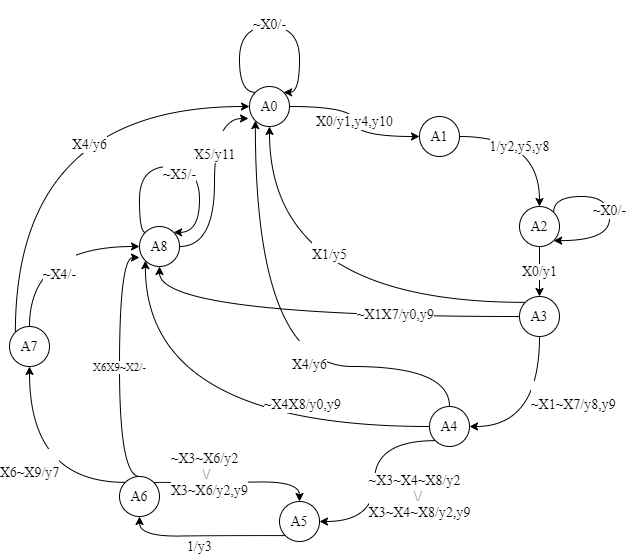 ~X0/-
A0
X0/y1,y4,y10
A1
X4/y6
1/y2,y5,y8
X5/y11
~X5/-
A2
~X0/-
A8
X1/y5
X0/y1
~X4/-
~X1X7/y0,y9
A3
A7
X4/y6
X6X9~X2/-
~X4X8/y0,y9
~X1~X7/y8,y9
A4
~X3~X6/y2
\/
X3~X6/y2,y9
X6~X9/y7
~X3~X4~X8/y2
\/
X3~X4~X8/y2,y9
A6
A5
1/y3